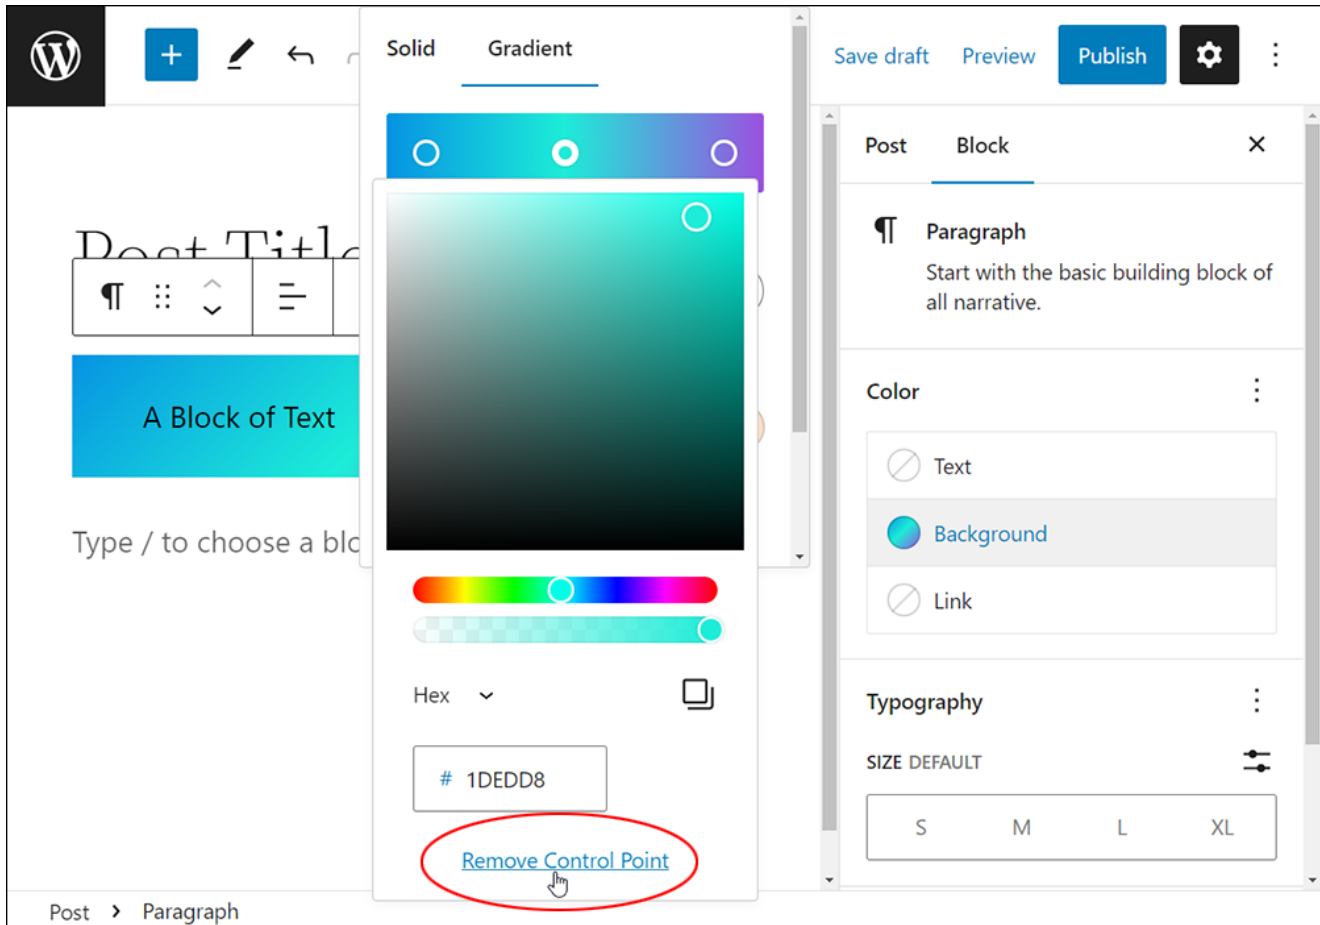 Solid Gradient
Save draft Preview Publish
Post Block
Paragraph
Start with the basic building block of
all narrative.
Post Title
A Block of Text
Type / to choose a blo
Color
Text
Background
Link
Hex
# 1DEDD8
Remove Control Point
Typography
SIZE DEFAULT
S M L XL
Post > Paragraph